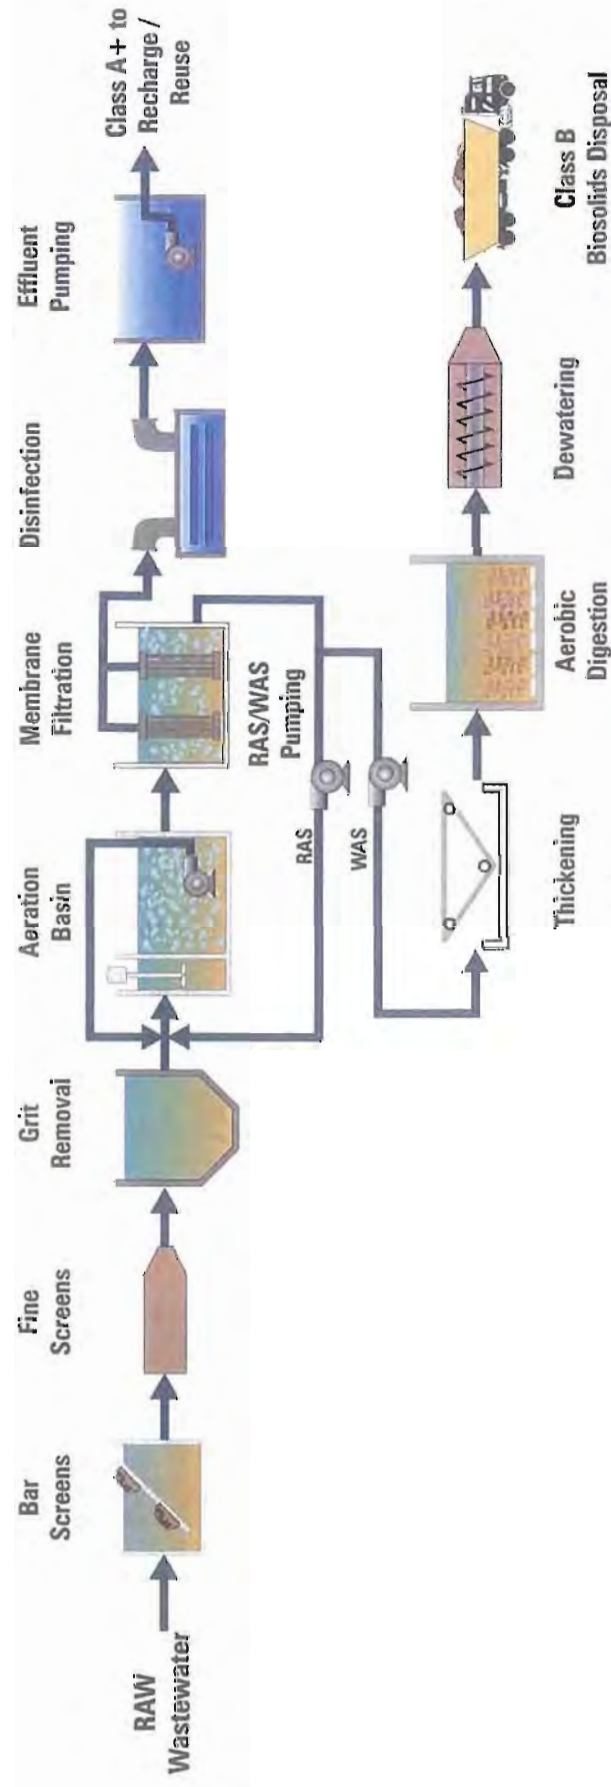 RAW
Wastewater
Bar
Screens
Fine
Screens
Grit
Removal
Aeration
Basin
Membrane
Filtration
Disinfection
Effluent
Pumping
Class A+ to
Recharge /
Reuse
RAS/WAS
Pumping
RAS
WAS
Thickening
Aerobic
Digestion
Dewatering
Class B
Biosolids Disposal